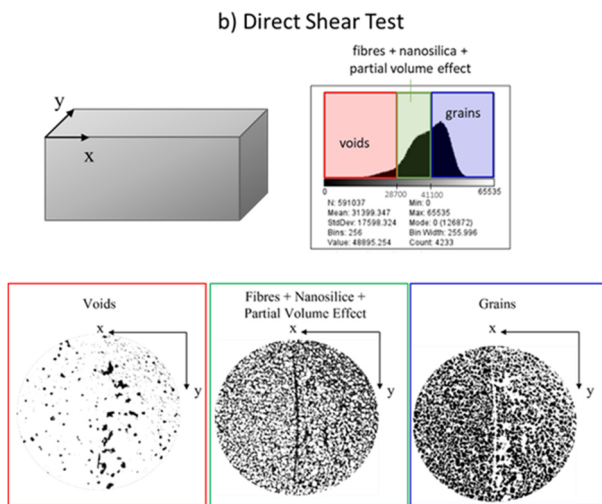 b) Direct Shear Test
fibres + nanosilica +
partial volume effect
y
x
voids
grains
0
28700
41100
65535
N: 591037
Min: 0
Mean: 31399.347
Max: 65535
StdDev: 17598.324
Mode: 0 (126872)
Bins: 256
Bin Width: 255.996
Value: 48895.254
Count: 4233
Voids
x
y
Fibres + Nanosilice +
Partial Volume Effect
x
y
Grains
x
y